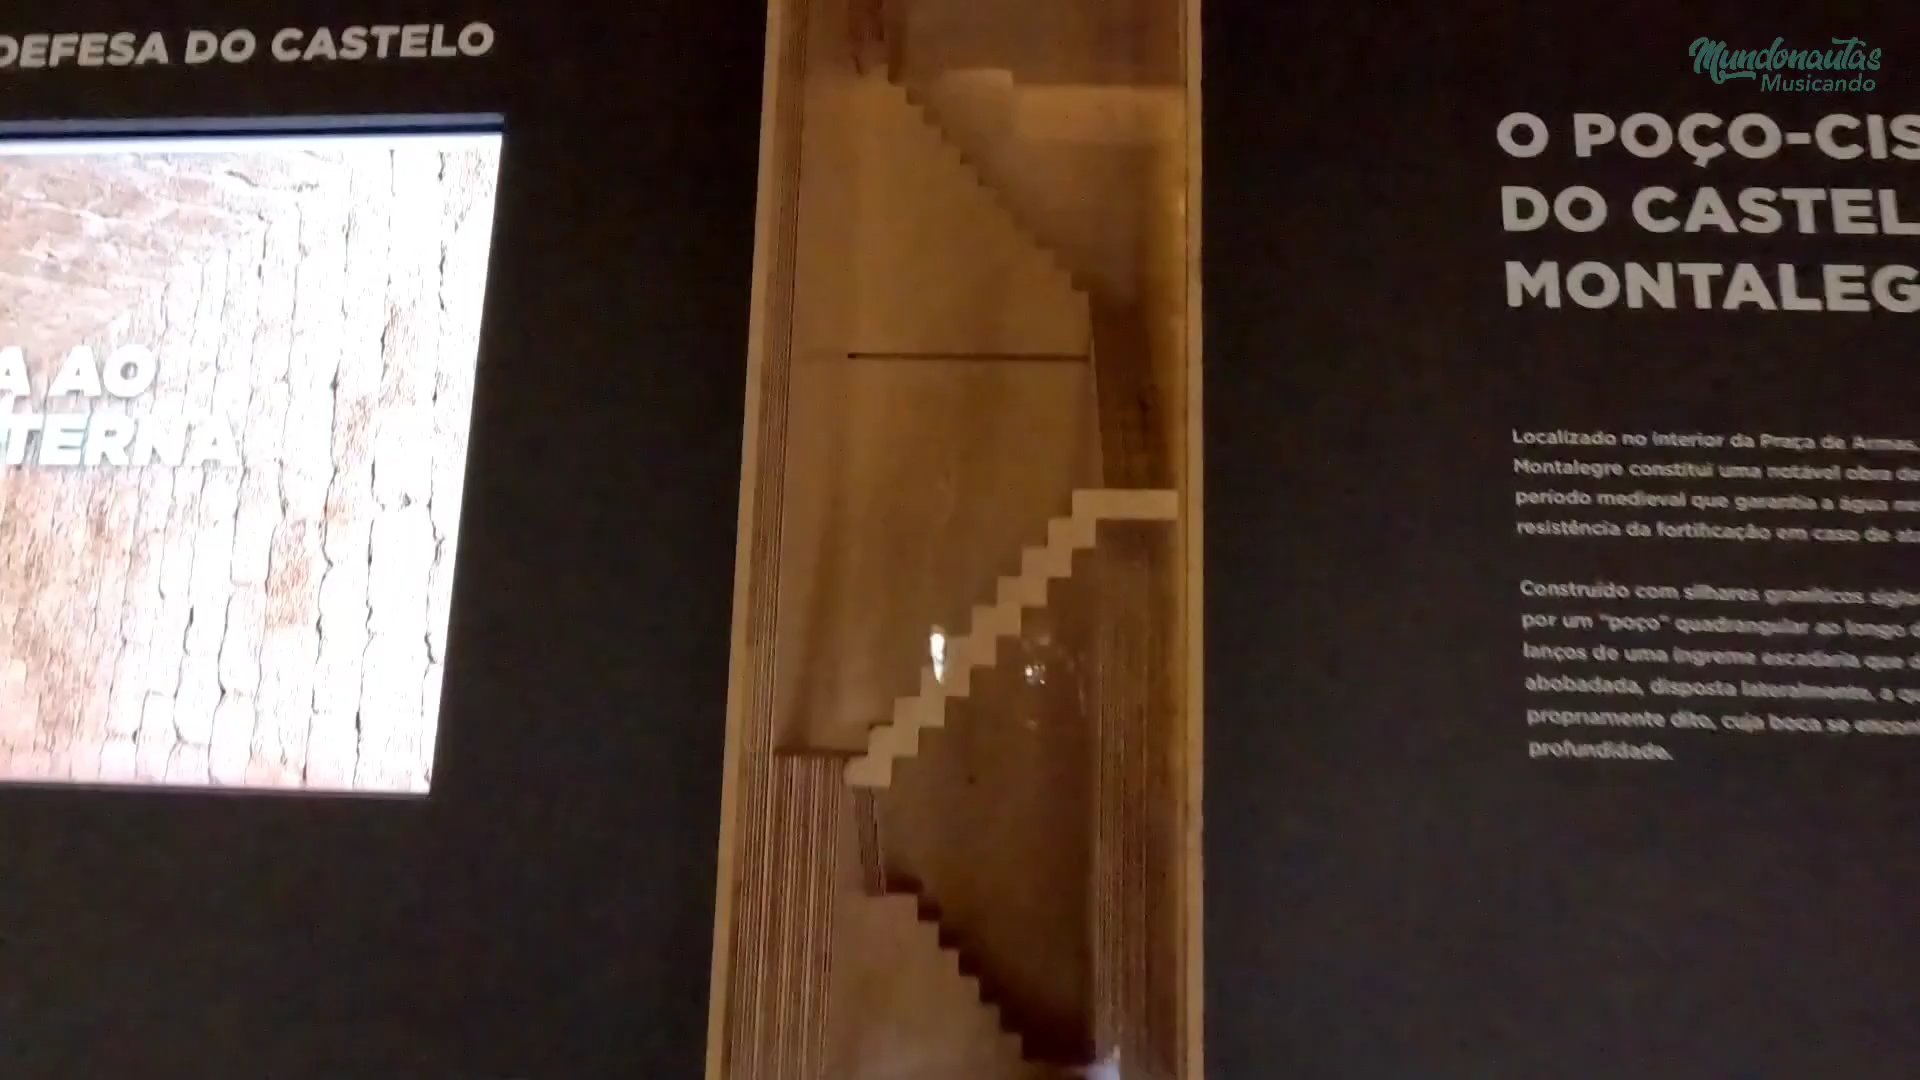 DEFESA DO CASTELO
A AO
TERNA
Mundonautas
Musicando
O POÇO-CIS
DO CASTEL
MONTALEG
Localizado no interior da Praça de Armas,
Montalegre constitui uma notável obra de
período medieval que garantia a água
resistência da fortificação em caso de
Construído com silhares graníticos
por um "poço" quadrangular ao longo
lanços de uma íngreme escadaria que
abobadada, disposta lateralmente, a
propriamente dito, cuja boca se
profundidade.